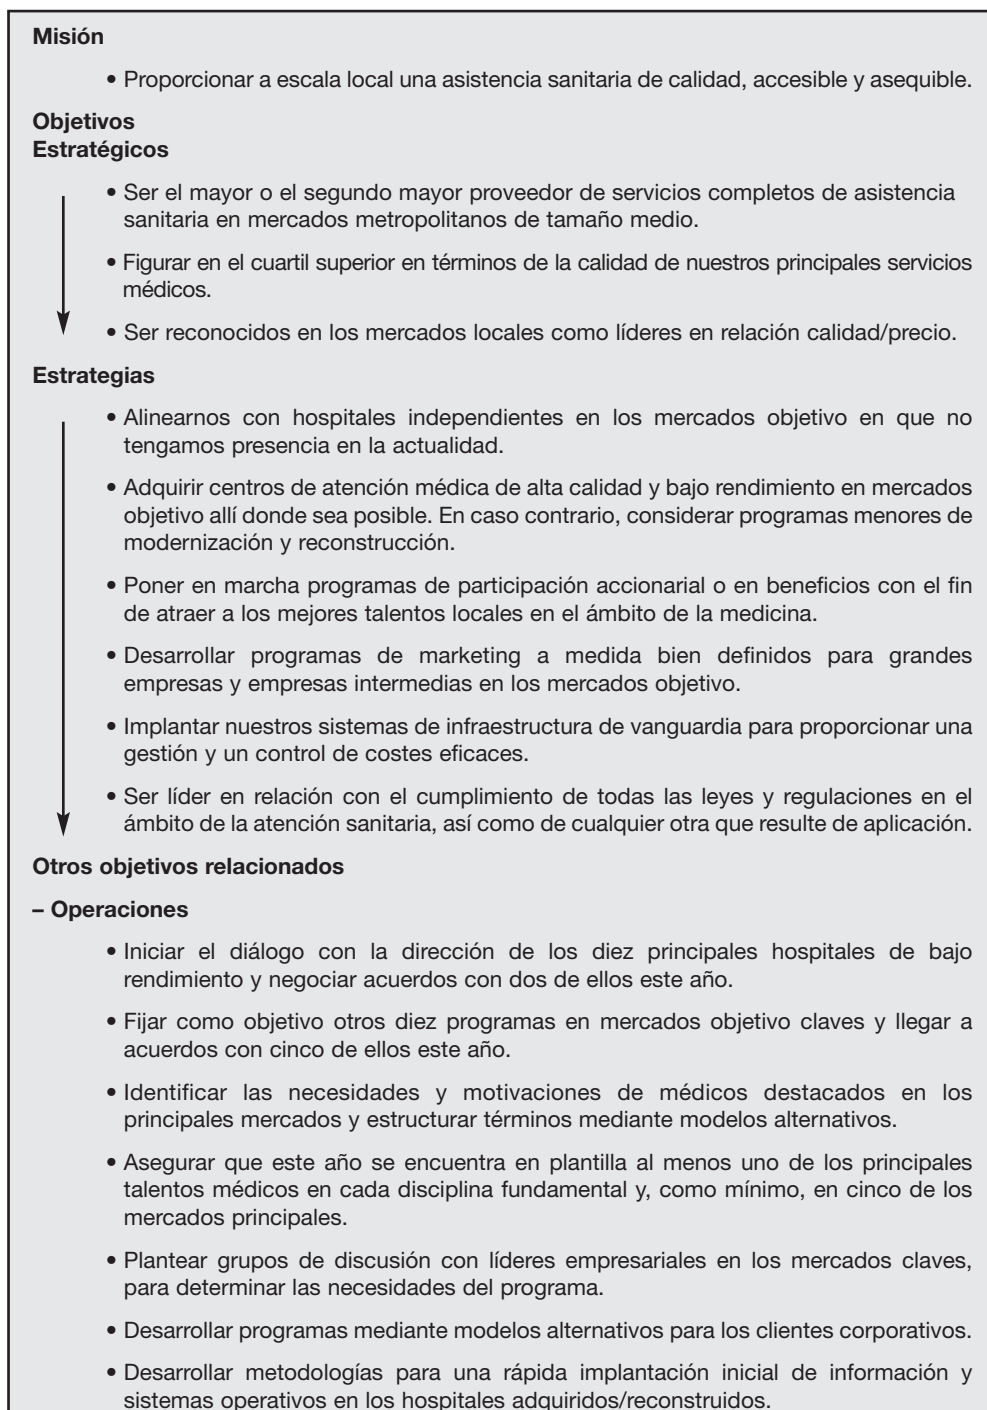 Misión
• Proporcionar a escala local una asistencia sanitaria de calidad, accesible y asequible.
Objetivos
Estratégicos
• Ser el mayor o el segundo mayor proveedor de servicios completos de asistencia
sanitaria en mercados metropolitanos de tamaño medio.
• Figurar en el cuartil superior en términos de la calidad de nuestros principales servicios
médicos.
• Ser reconocidos en los mercados locales como líderes en relación calidad/precio.
Estrategias
• Alinearnos con hospitales independientes en los mercados objetivo en que no
tengamos presencia en la actualidad.
• Adquirir centros de atención médica de alta calidad y bajo rendimiento en mercados
objetivo allí donde sea posible. En caso contrario, considerar programas menores de
modernización y reconstrucción.
• Poner en marcha programas de participación accionarial o en beneficios con el fin
de atraer a los mejores talentos locales en el ámbito de la medicina.
• Desarrollar programas de marketing a medida bien definidos para grandes
empresas y empresas intermedias en los mercados objetivo.
• Implantar nuestros sistemas de infraestructura de vanguardia para proporcionar una
gestión y un control de costes eficaces.
• Ser líder en relación con el cumplimiento de todas las leyes y regulaciones en el
ámbito de la atención sanitaria, así como de cualquier otra que resulte de aplicación.
Otros objetivos relacionados
– Operaciones
• Iniciar el diálogo con la dirección de los diez principales hospitales de bajo
rendimiento y negociar acuerdos con dos de ellos este año.
• Fijar como objetivo otros diez programas en mercados objetivo claves y llegar a
acuerdos con cinco de ellos este año.
• Identificar las necesidades y motivaciones de médicos destacados en los
principales mercados y estructurar términos mediante modelos alternativos.
• Asegurar que este año se encuentra en plantilla al menos uno de los principales
talentos médicos en cada disciplina fundamental y, como mínimo, en cinco de los
mercados principales.
• Plantear grupos de discusión con líderes empresariales en los mercados claves,
para determinar las necesidades del programa.
• Desarrollar programas mediante modelos alternativos para los clientes corporativos.
• Desarrollar metodologías para una rápida implantación inicial de información y
sistemas operativos en los hospitales adquiridos/reconstruidos.